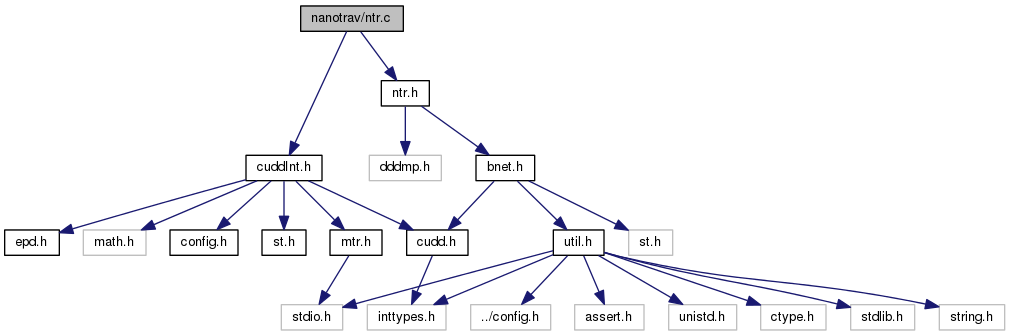 nanotrav/ntr.c
ntr.h
cuddInt.h
dddmp.h
bnet.h
epd.h
math.h
config.h
st.h
mtr.h
cudd.h
util.h
st.h
stdio.h
inttypes.h
../config.h
assert.h
unistd.h
ctype.h
stdlib.h
string.h